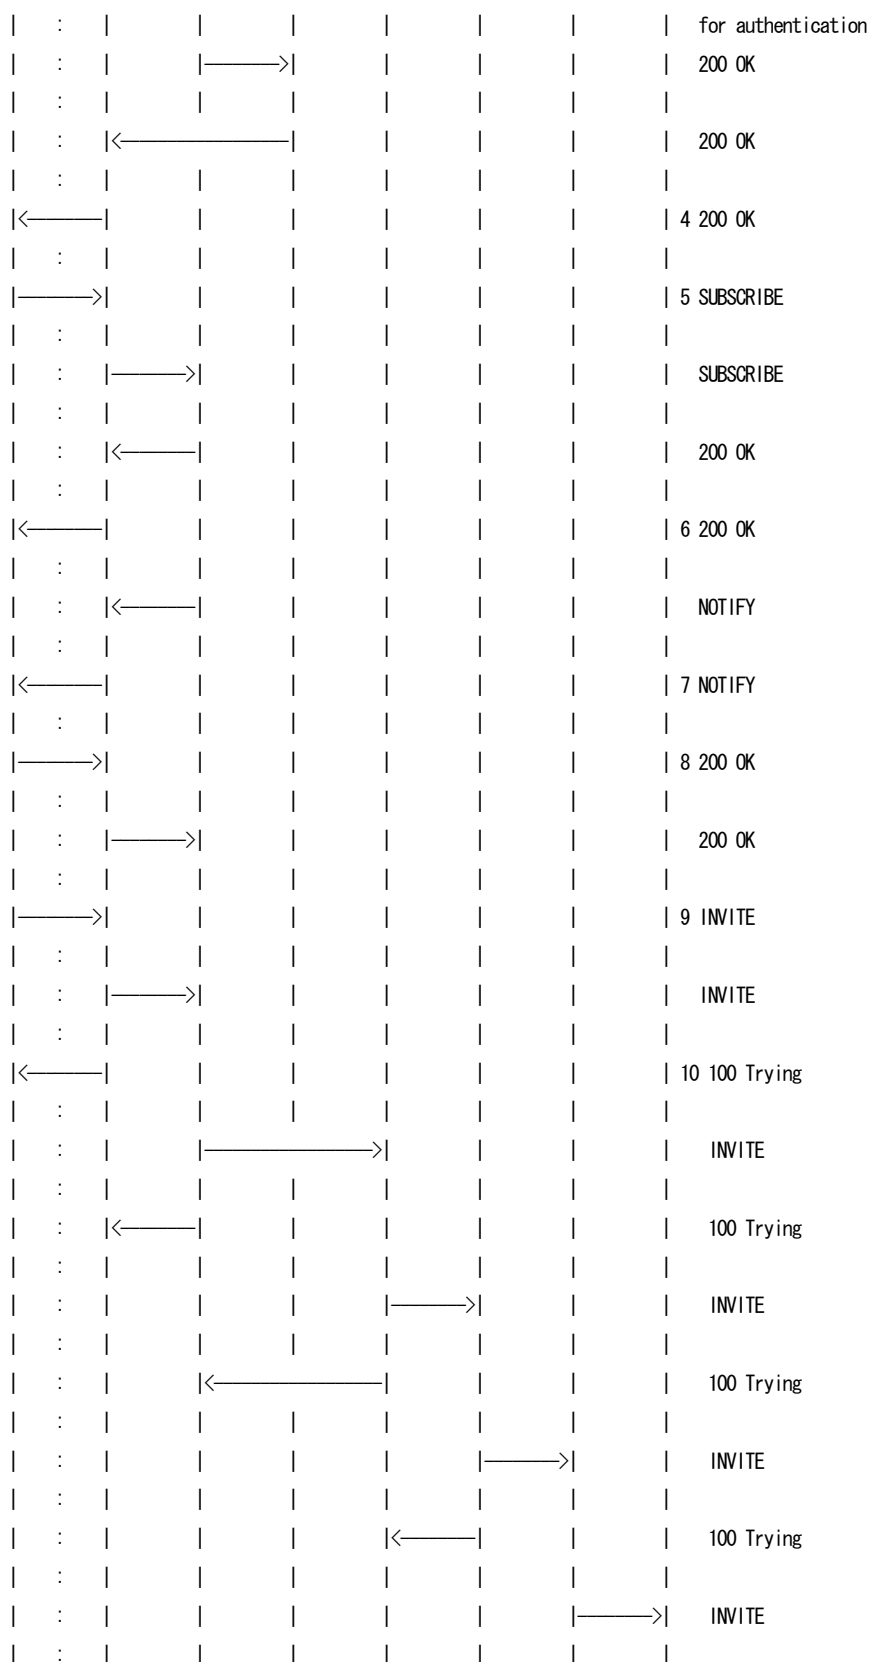 |    :    |        |        |        |        |        |        |   for authentication
|    :    |        |———————>|        |        |        |        |   200 OK
|    :    |        |        |        |        |        |        |
|    :    |<————————————————|        |        |        |        |   200 OK
|    :    |        |        |        |        |        |        |
|<————————|        |        |        |        |        |        | 4 200 OK
|    :    |        |        |        |        |        |        |
|————————>|        |        |        |        |        |        | 5 SUBSCRIBE
|    :    |        |        |        |        |        |        |
|    :    |———————>|        |        |        |        |        |   SUBSCRIBE
|    :    |        |        |        |        |        |        |
|    :    |<———————|        |        |        |        |        |   200 OK
|    :    |        |        |        |        |        |        |
|<————————|        |        |        |        |        |        | 6 200 OK
|    :    |        |        |        |        |        |        |
|    :    |<———————|        |        |        |        |        |   NOTIFY
|    :    |        |        |        |        |        |        |
|<————————|        |        |        |        |        |        | 7 NOTIFY
|    :    |        |        |        |        |        |        |
|————————>|        |        |        |        |        |        | 8 200 OK
|    :    |        |        |        |        |        |        |
|    :    |———————>|        |        |        |        |        |   200 OK
|    :    |        |        |        |        |        |        |
|————————>|        |        |        |        |        |        | 9 INVITE
|    :    |        |        |        |        |        |        |
|    :    |———————>|        |        |        |        |        |   INVITE
|    :    |        |        |        |        |        |        |
|<————————|        |        |        |        |        |        | 10 100 Trying
|    :    |        |        |        |        |        |        |
|    :    |        |————————————————>|        |        |        |    INVITE
|    :    |        |        |        |        |        |        |
|    :    |<———————|        |        |        |        |        |    100 Trying
|    :    |        |        |        |        |        |        |
|    :    |        |        |        |———————>|        |        |    INVITE
|    :    |        |        |        |        |        |        |
|    :    |        |<————————————————|        |        |        |    100 Trying
|    :    |        |        |        |        |        |        |
|    :    |        |        |        |        |———————>|        |    INVITE
|    :    |        |        |        |        |        |        |
|    :    |        |        |        |<———————|        |        |    100 Trying
|    :    |        |        |        |        |        |        |
|    :    |        |        |        |        |        |———————>|    INVITE
|    :    |        |        |        |        |        |        |